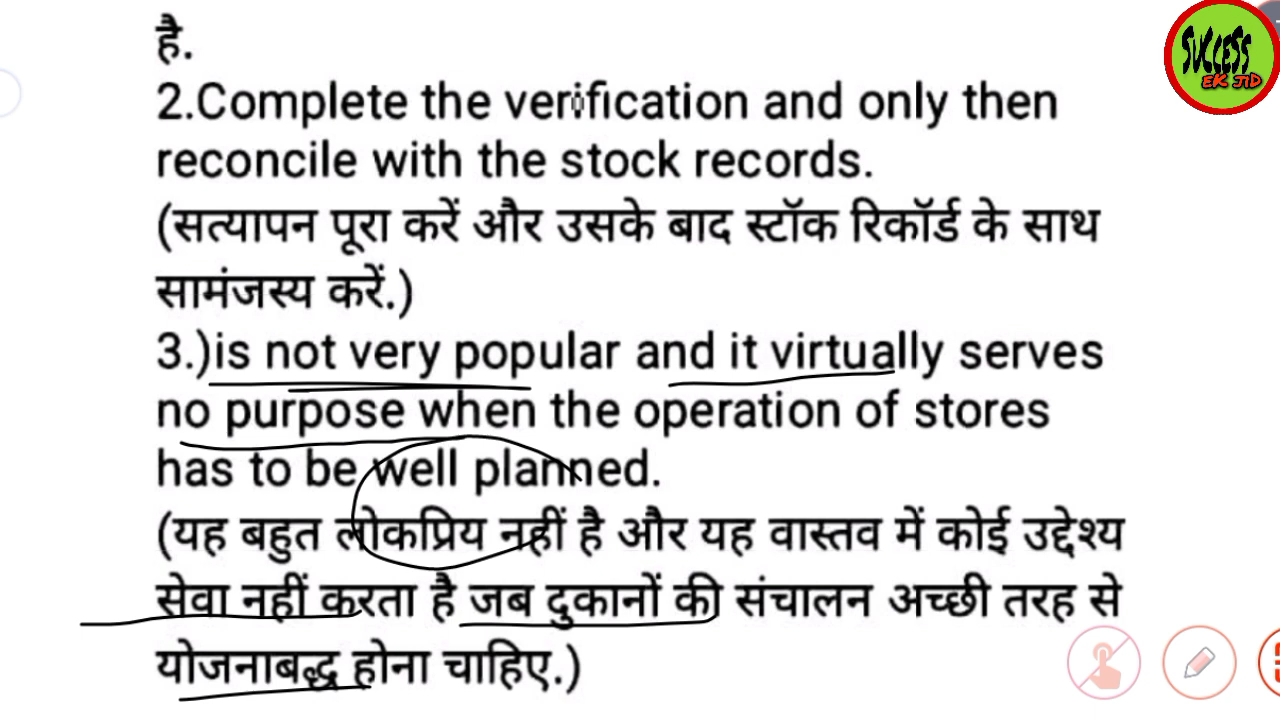 है.
2.Complete the verification and only then
reconcile with the stock records.
(सत्यापन पूरा करें और उसके बाद स्टॉक रिकॉर्ड के साथ
सामंजस्य करें.)
3.)is not very popular and it virtually serves
no purpose when the operation of stores
has to be well planned.
(यह बहुत लोकप्रिय नहीं है और यह वास्तव में कोई उद्देश्य
सेवा नहीं करता है जब दुकानों की संचालन अच्छी तरह से
योजनाबद्ध होना चाहिए.)
SUCCESS
EK JID